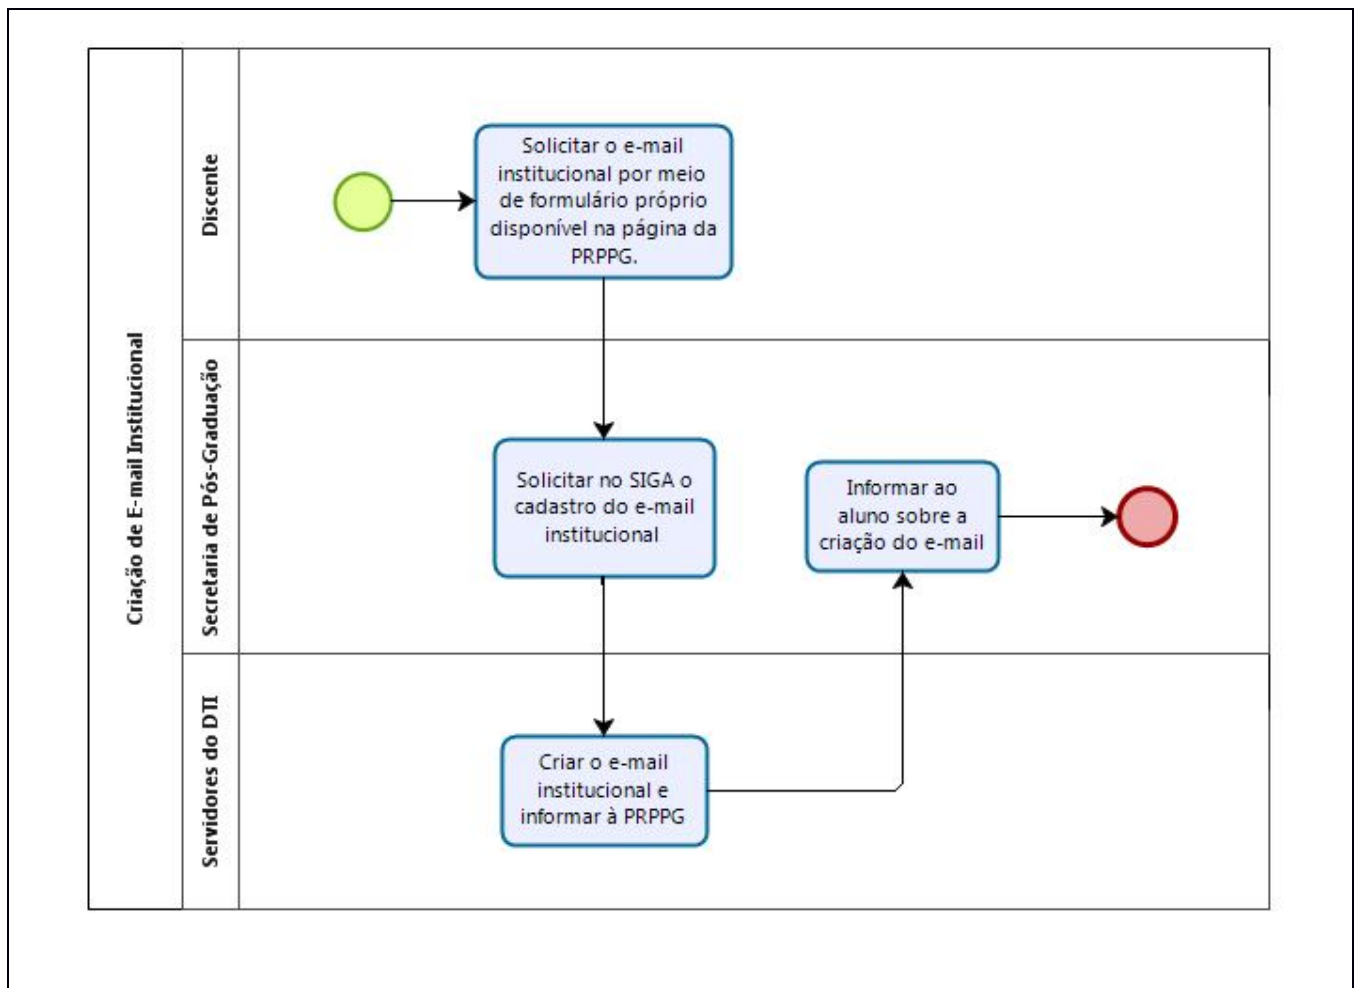 Criação de E-mail Institucional
Discente
Solicitar o e-mail
institucional por meio
de formulário próprio
disponível na página da
PRPPG.
Secretaria de Pós-Graduação
Solicitar no SIGA o
cadastro do e-mail
institucional
Informar ao
aluno sobre a
criação do e-mail
Servidores do DTI
Criar o e-mail
institucional e
informar à PRPPG